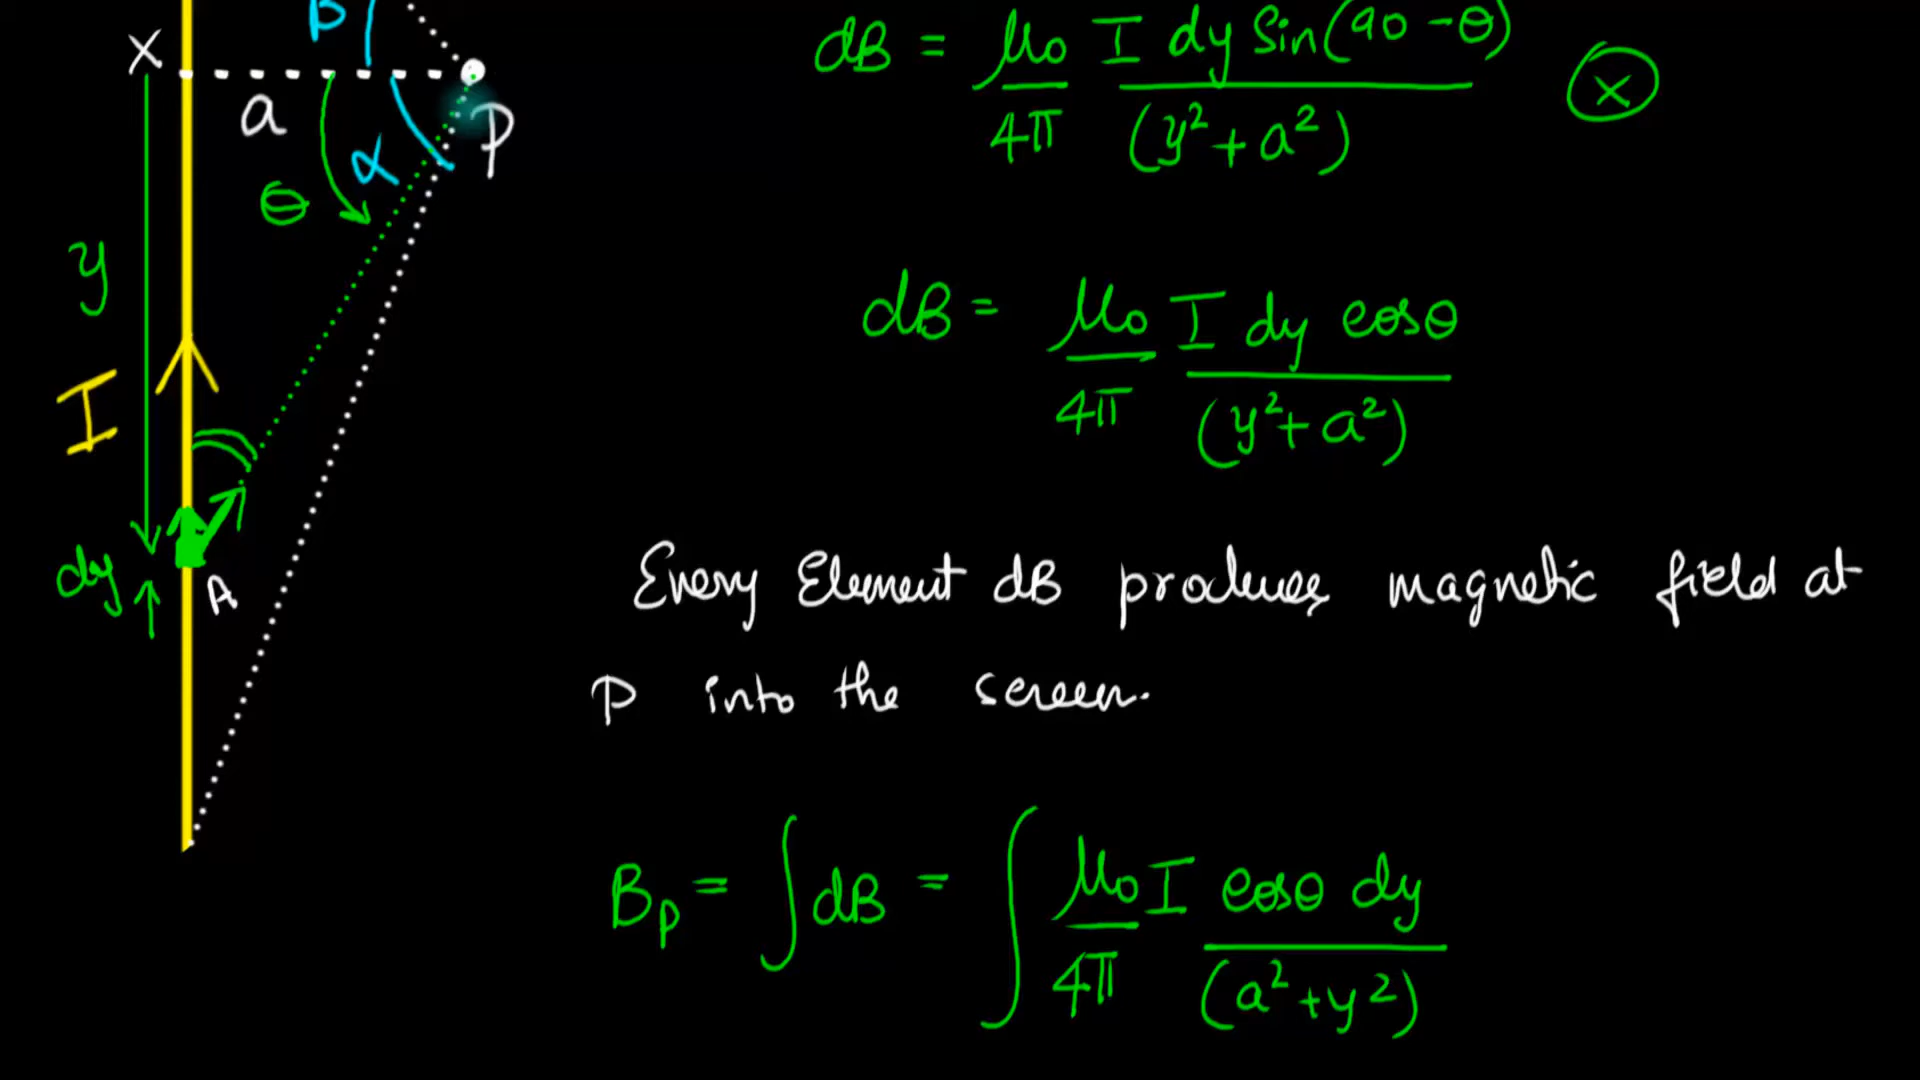 β
X
a
P
α
θ
y
I
dy
A
dB = μ₀/4π I dy Sin(90 - θ)/(y² + a²) ⊗
dB = μ₀/4π I dy cosθ/(y² + a²)
Every Element dB produces magnetic field at
P into the screen.
Bₚ = ∫dB = ∫ μ₀/4π I cosθ dy/(a² + y²)